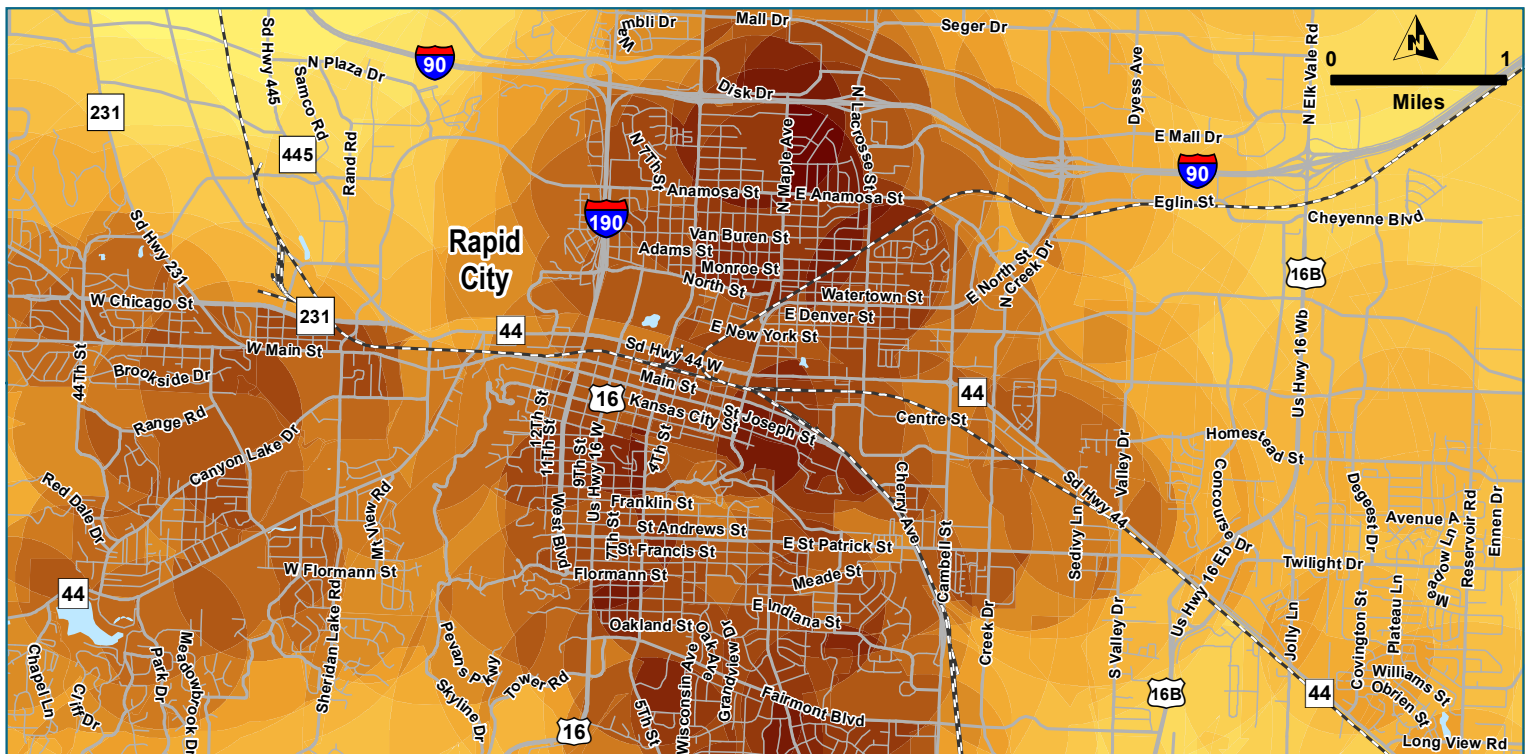 Wambli Dr
Mall Dr
Seger Dr
Sd Hwy 445
N Plaza Dr
90
Samco Rd
231
445
Rand Rd
Disk Dr
N Lacrosse St
Dyess Ave
N Elk Vale Rd
N
0
1
Miles
E Mall Dr
90
N 7Th St
N Maple Ave
Anamosa St
E Anamosa St
Eglin St
Cheyenne Blvd
190
Rapid
City
Sd Hwy 231
Van Buren St
Adams St
Monroe St
North St
E North St
N Creek Dr
16B
W Chicago St
231
44
Watertown St
E Denver St
E New York St
Sd Hwy 44 W
Us Hwy 16 Wb
W Main St
44Th St
Brookside Dr
Main St
16
44
Range Rd
Canyon Lake Dr
12Th St
11Th St
9Th St
Us Hwy 16 W
Kansas City St
4Th St
St Joseph St
Centre St
Homestead St
Valley Dr
Red Dale Dr
Mt View Rd
West Blvd
Franklin St
7Th St
St Andrews St
St Francis St
Flormann St
W Flormann St
Cherry Ave
E St Patrick St
Cambell St
Sedivy Ln
Sd Hwy 44
Concourse Dr
Degeest Dr
Avenue A
Meadow Ln
Reservoir Rd
Ennen Dr
Twilight Dr
Meade St
E Indiana St
Us Hwy 16 Eb
44
Oakland St
Oak Ave
Grandview Dr
Creek Dr
S Valley Dr
Jolly Ln
Covington St
Plateau Ln
Chapel Ln
Cliff Dr
Park Dr
Meadowbrook Dr
Sheridan Lake Rd
Pevans Pkwy
Skyline Dr
Tower Rd
16
5Th St
Wisconsin Ave
Fairmont Blvd
16B
44
Williams St
Obrien St
Long View Rd